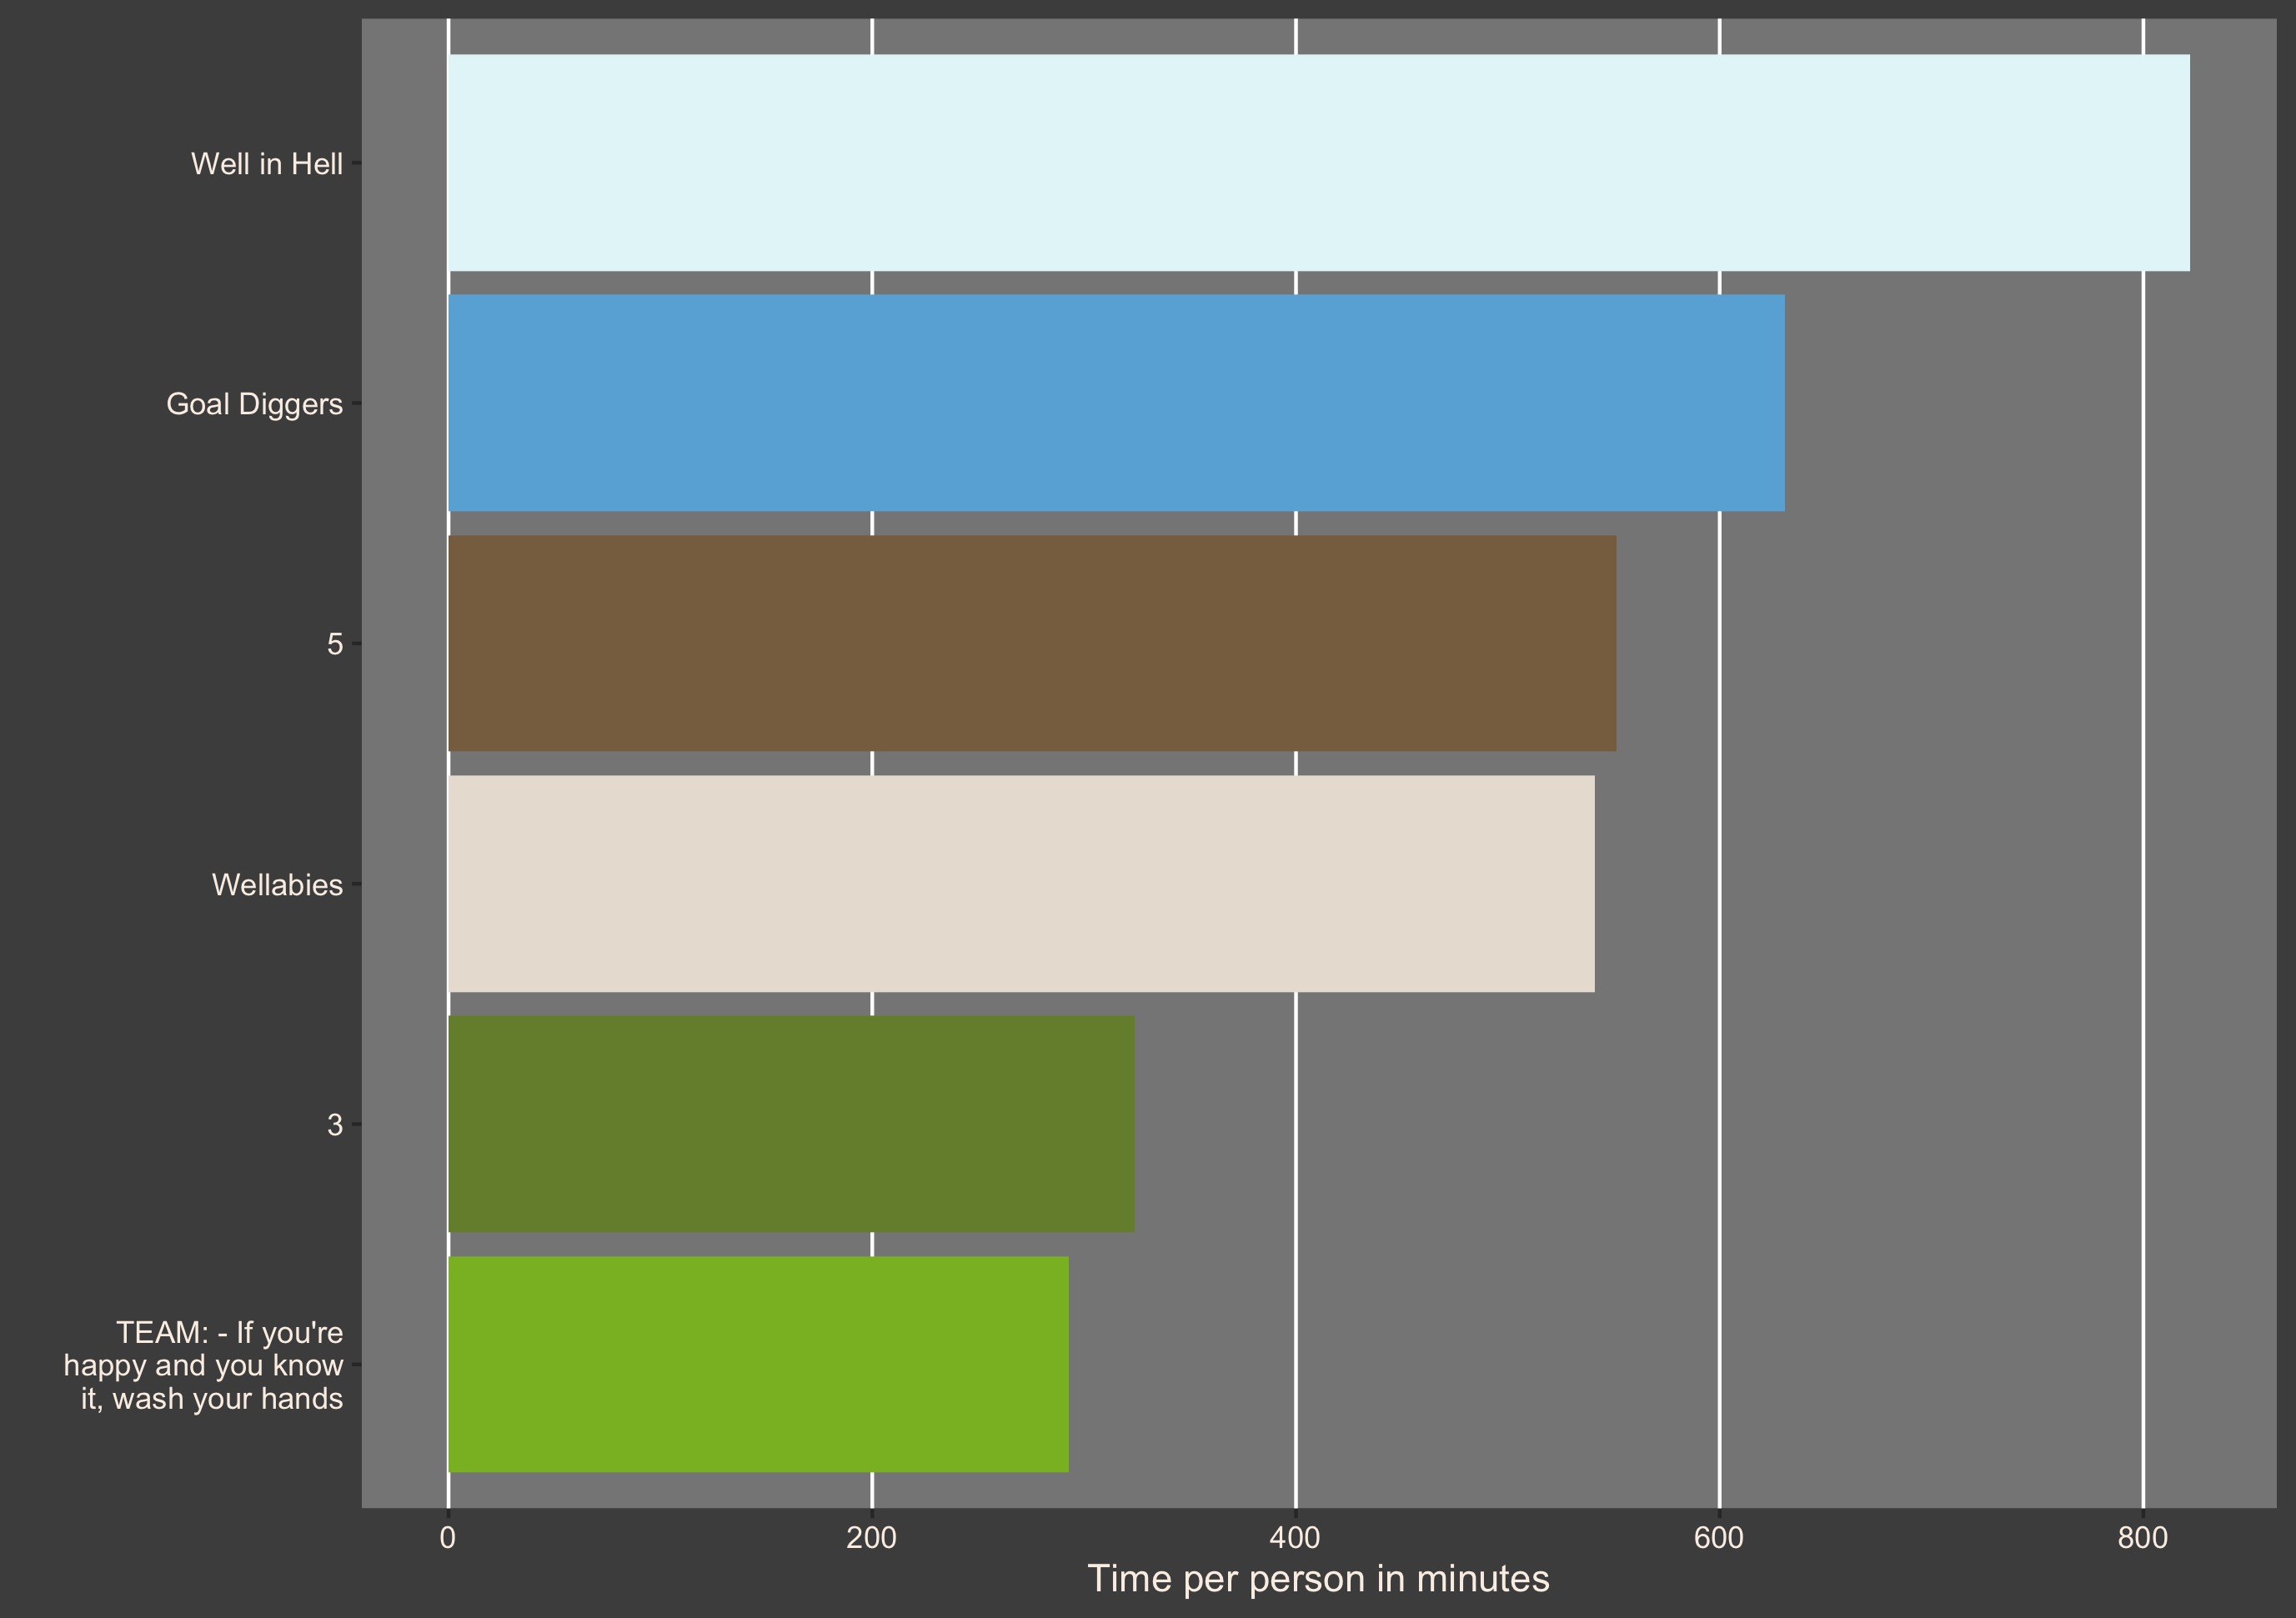 Well in Hell
Goal Diggers
5
Wellabies
3
TEAM: - If you're
happy and you know
it, wash your hands
0 200 400 600 800
Time per person in minutes